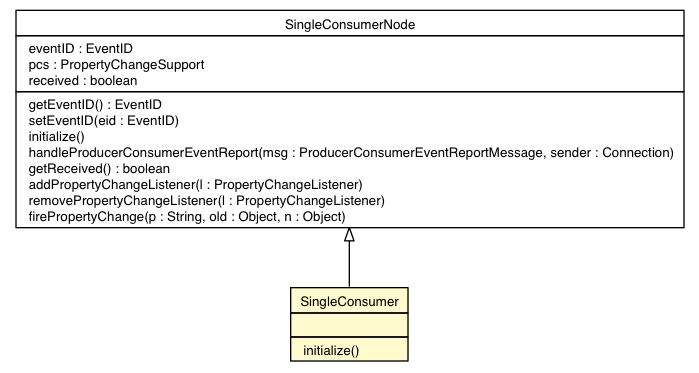 SingleConsumerNode
eventID : EventID
pcs : PropertyChangeSupport
received : boolean
getEventID() : EventID
setEventID(eid : EventID)
initialize()
handleProducerConsumerEventReport(msg : ProducerConsumerEventReportMessage, sender : Connection)
getReceived() : boolean
addPropertyChangeListener(l : PropertyChangeListener)
removePropertyChangeListener(l : PropertyChangeListener)
firePropertyChange(p : String, old : Object, n : Object)
SingleConsumer
initialize()